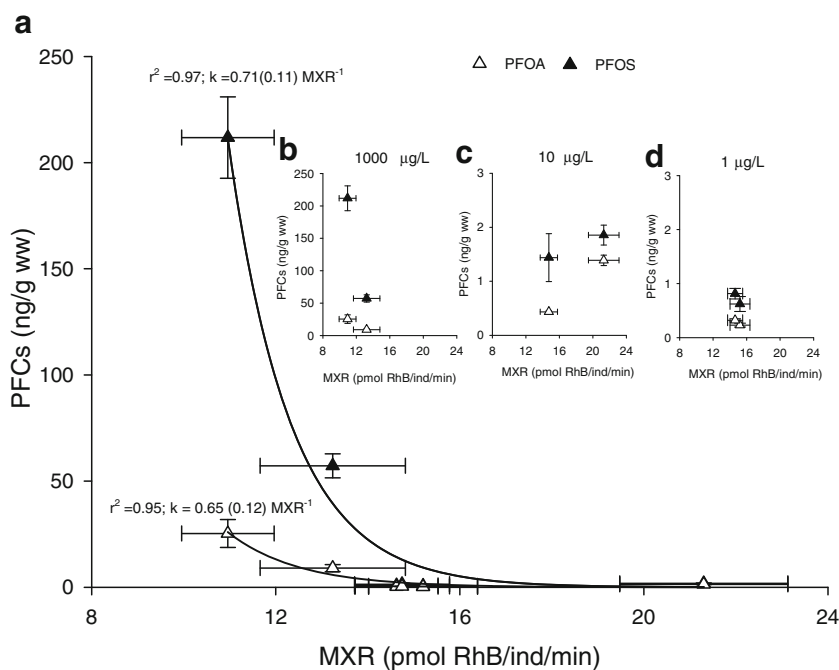 a
△ PFOA ▲ PFOS
r² =0.97; k =0.71(0.11) MXR⁻¹
r² =0.95; k = 0.65 (0.12) MXR⁻¹
PFCs (ng/g ww)
250
200
150
100
50
0
8 12 16 20 24
MXR (pmol RhB/ind/min)
b
1000 μg/L
PFCs (ng/g ww)
250
200
150
100
50
0
8 12 16 20 24
MXR (pmol RhB/ind/min)
c
10 μg/L
PFCs (ng/g ww)
3
2
1
0
8 12 16 20 24
MXR (pmol RhB/ind/min)
d
1 μg/L
PFCs (ng/g ww)
3
2
1
0
8 12 16 20 24
MXR (pmol RhB/ind/min)